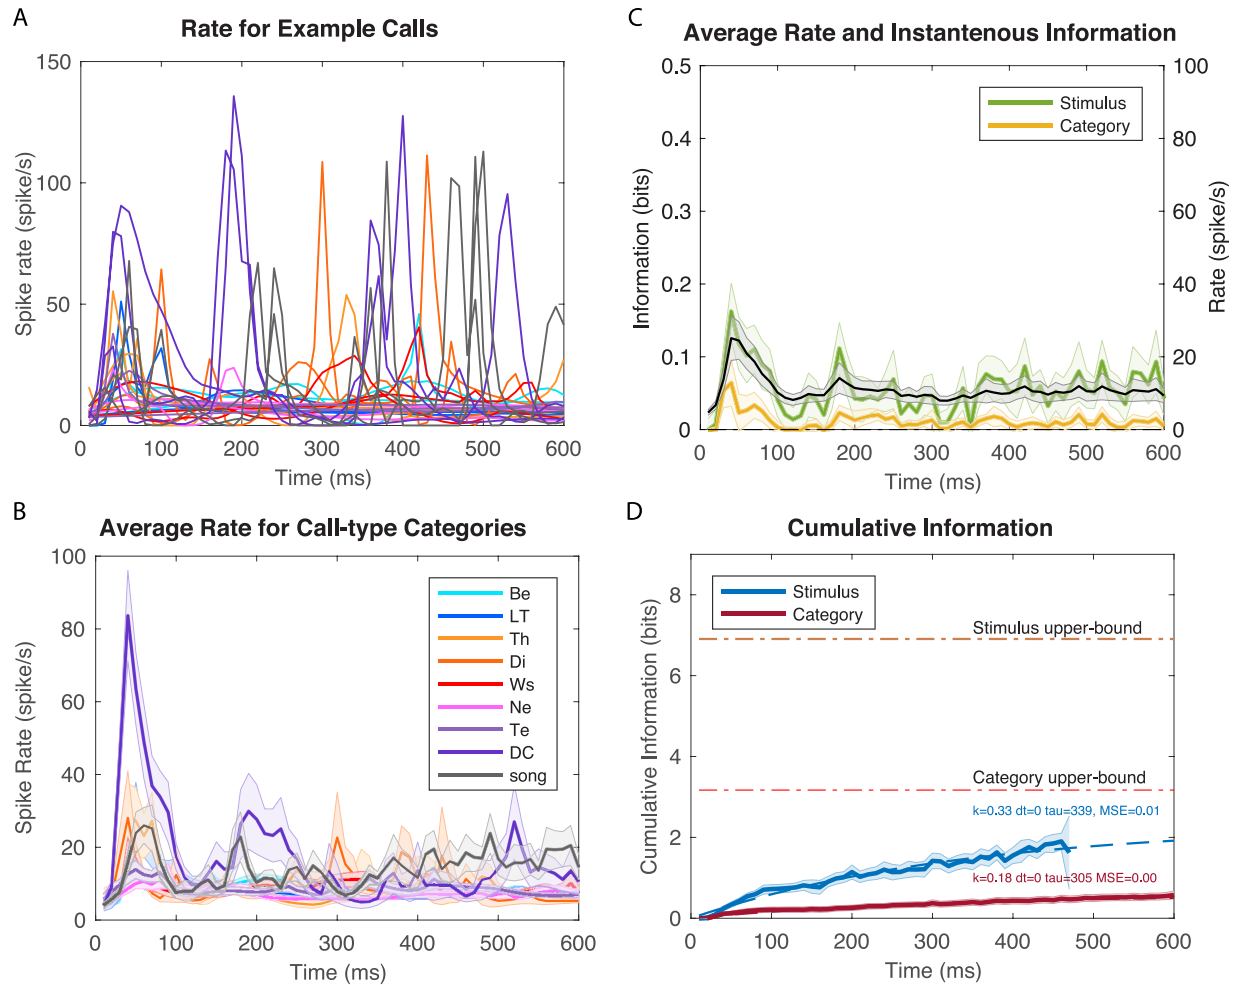 A
Rate for Example Calls
150
100
50
0
0
100
200
300
400
500
600
Spike rate (spike/s)
Time (ms)
B
Average Rate for Call-type Categories
100
80
60
40
20
0
0
100
200
300
400
500
600
Spike Rate (spike/s)
Time (ms)
Be
LT
Th
Di
Ws
Ne
Te
DC
song
C
Average Rate and Instantenous Information
0.5
0.4
0.3
0.2
0.1
0
100
80
60
40
20
0
0
100
200
300
400
500
600
Information (bits)
Rate (spike/s)
Time (ms)
Stimulus
Category
D
Cumulative Information
8
6
4
2
0
0
100
200
300
400
500
600
Cumulative Information (bits)
Time (ms)
Stimulus
Category
Stimulus upper-bound
Category upper-bound
k=0.33 dt=0 tau=339, MSE=0.01
k=0.18 dt=0 tau=305 MSE=0.00